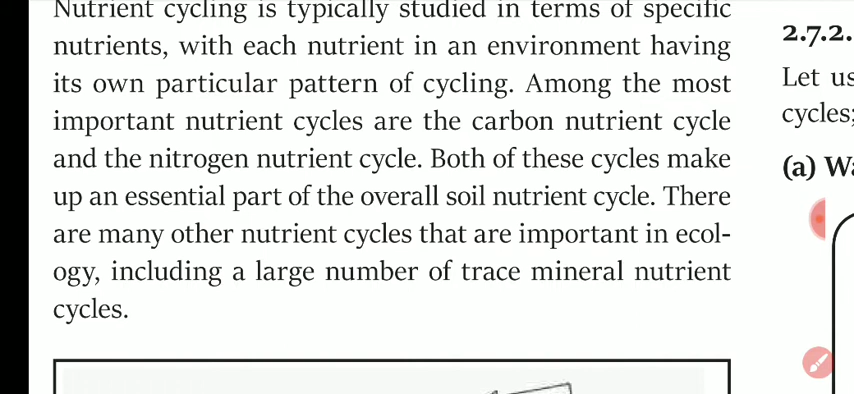 Nutrient cycling is typically studied in terms of specific
nutrients, with each nutrient in an environment having
its own particular pattern of cycling. Among the most
important nutrient cycles are the carbon nutrient cycle
and the nitrogen nutrient cycle. Both of these cycles make
up an essential part of the overall soil nutrient cycle. There
are many other nutrient cycles that are important in ecol-
ogy, including a large number of trace mineral nutrient
cycles.
2.7.2.
Let us
cycles;
(a)